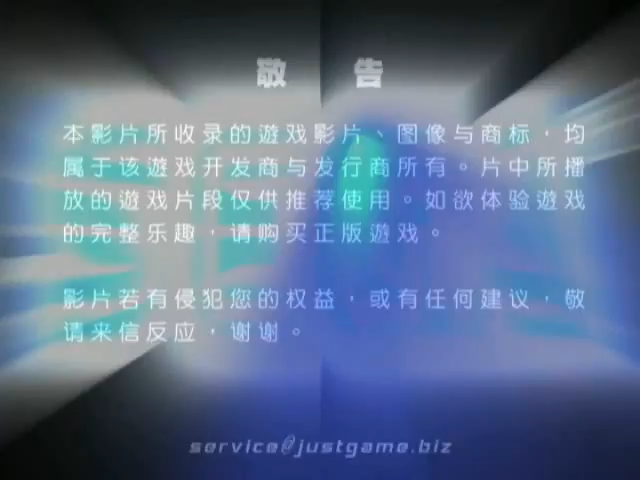 敬 告
本影片所收录的遊戏影片、图像与商标，均
属于该遊戏开发商与发行商所有。片中所播
放的遊戏片段仅供推荐使用。如欲体验遊戏
的完整乐趣，请购买正版遊戏。
影片若有侵犯您的权益，或有任何建议，敬
请来信反应，谢谢。
service@justgame.biz